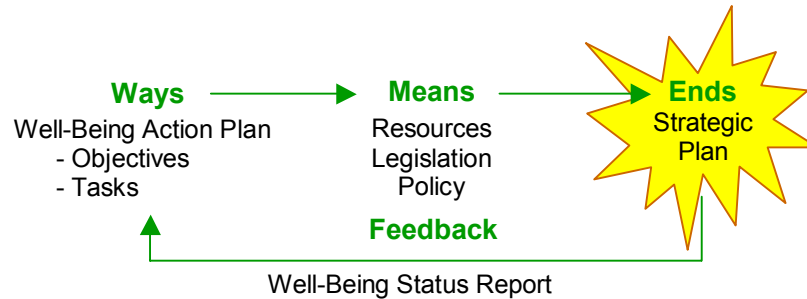 Ways
Means
Ends
Well-Being Action Plan
- Objectives
- Tasks
Resources
Legislation
Policy
Strategic
Plan
Feedback
Well-Being Status Report